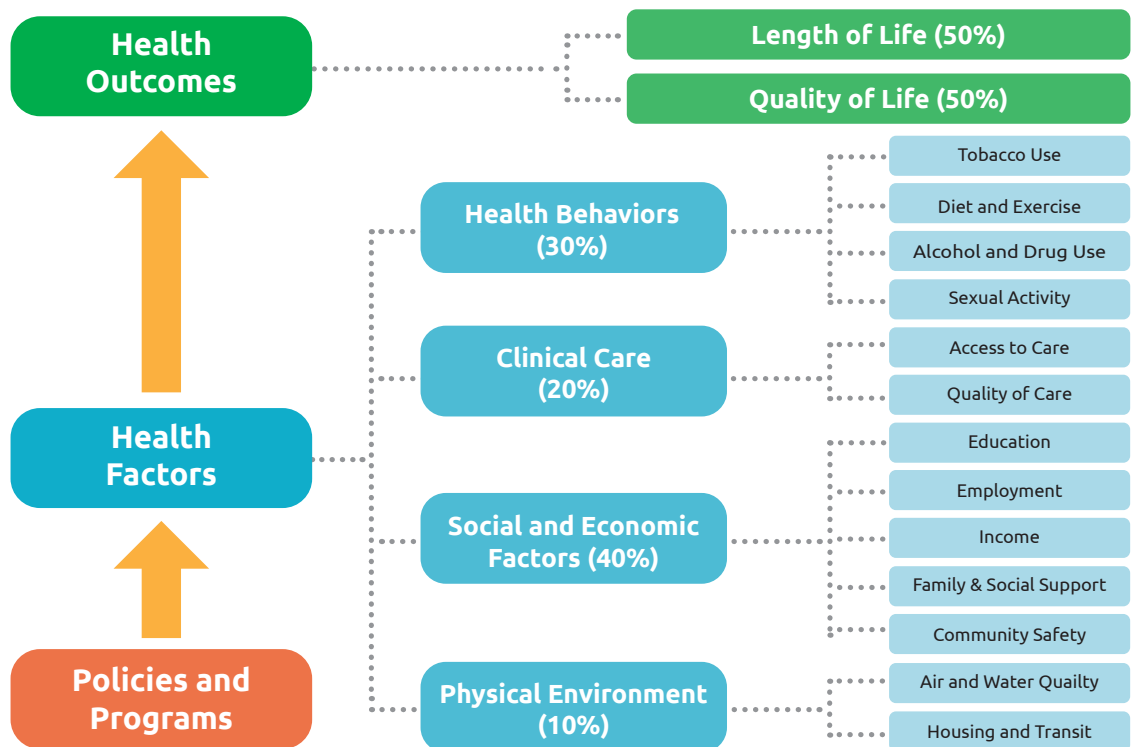 Health
Outcomes
Length of Life (50%)
Quality of Life (50%)
Health
Factors
Health Behaviors
(30%)
Tobacco Use
Diet and Exercise
Alcohol and Drug Use
Sexual Activity
Clinical Care
(20%)
Access to Care
Quality of Care
Social and Economic
Factors (40%)
Education
Employment
Income
Family & Social Support
Community Safety
Physical Environment
(10%)
Air and Water Quailty
Housing and Transit
Policies and
Programs